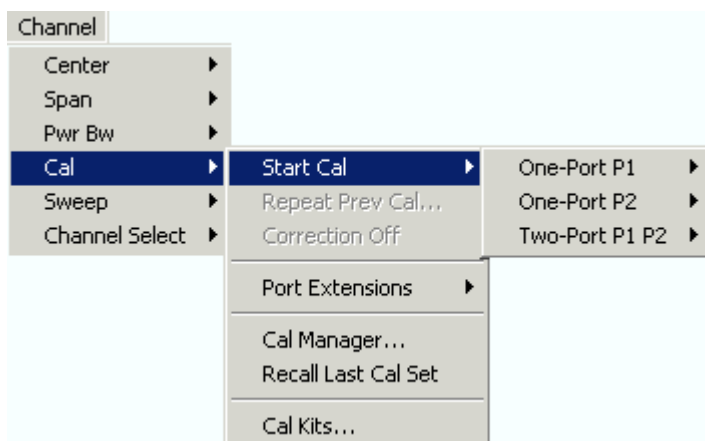 Channel
Center
Span
Pwr Bw
Cal
Sweep
Channel Select
Start Cal
Repeat Prev Cal...
Correction Off
Port Extensions
Cal Manager...
Recall Last Cal Set
Cal Kits...
One-Port P1
One-Port P2
Two-Port P1 P2